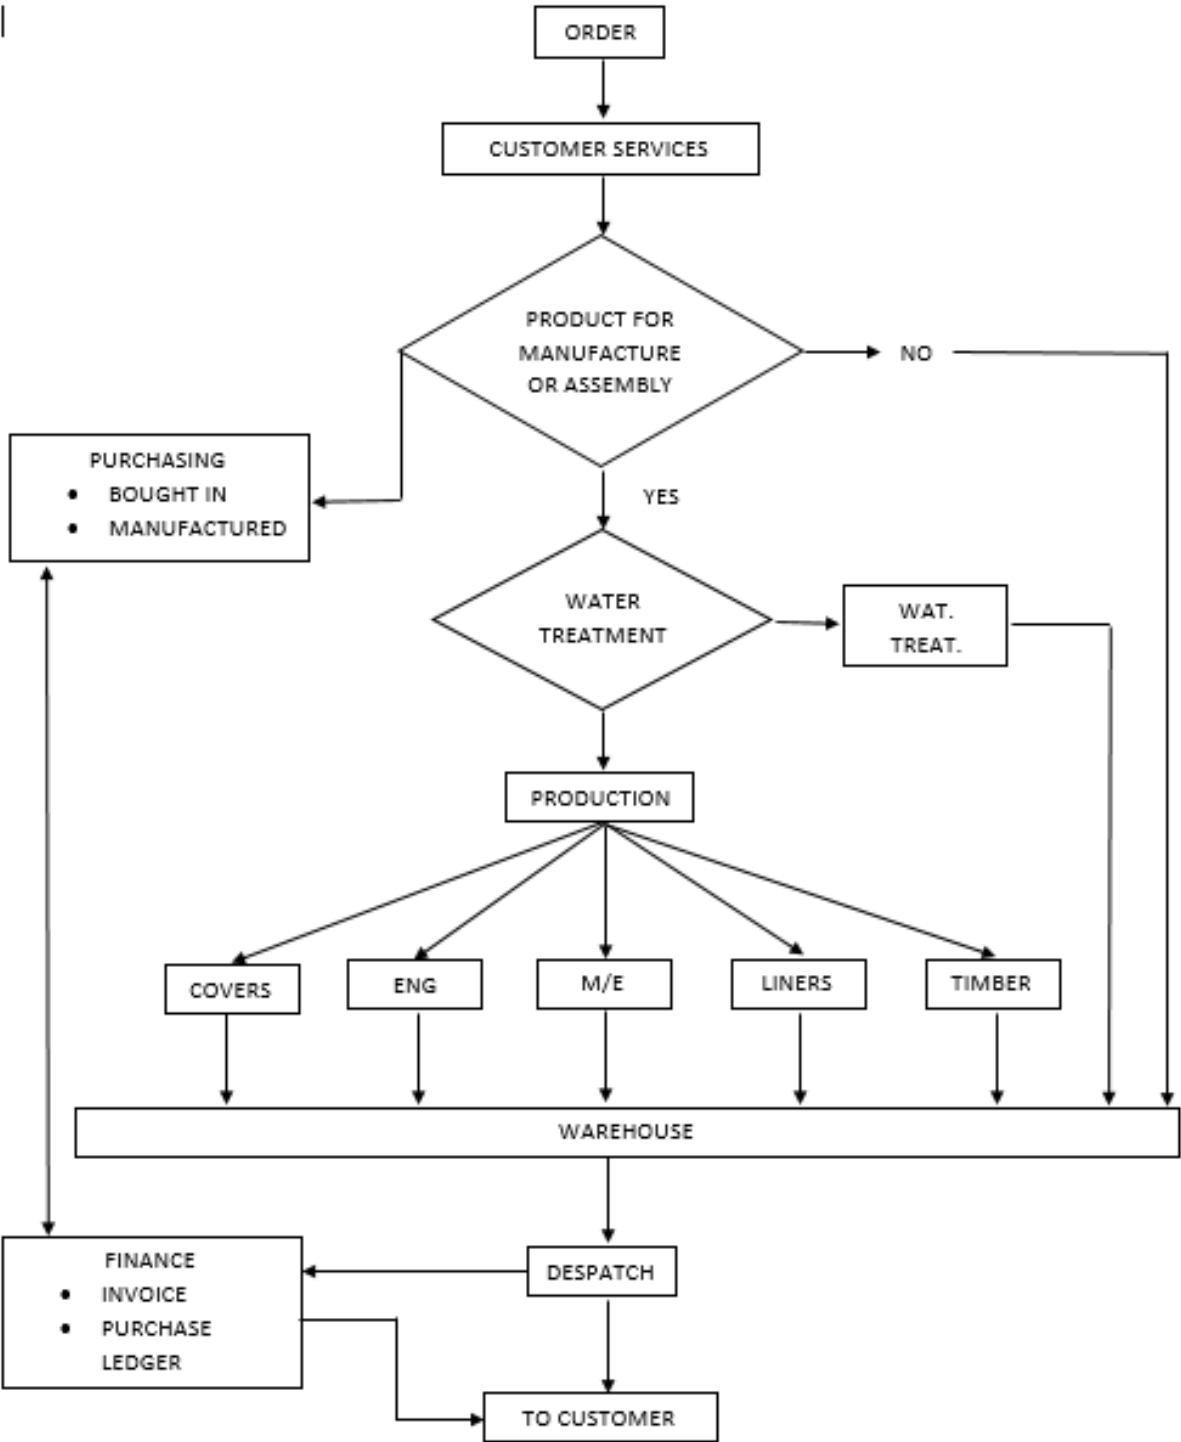 ORDER
CUSTOMER SERVICES
PRODUCT FOR
MANUFACTURE
OR ASSEMBLY
NO
PURCHASING
• BOUGHT IN
• MANUFACTURED
YES
WATER
TREATMENT
WAT.
TREAT.
PRODUCTION
COVERS
ENG
M/E
LINERS
TIMBER
WAREHOUSE
FINANCE
• INVOICE
• PURCHASE
LEDGER
DESPATCH
TO CUSTOMER